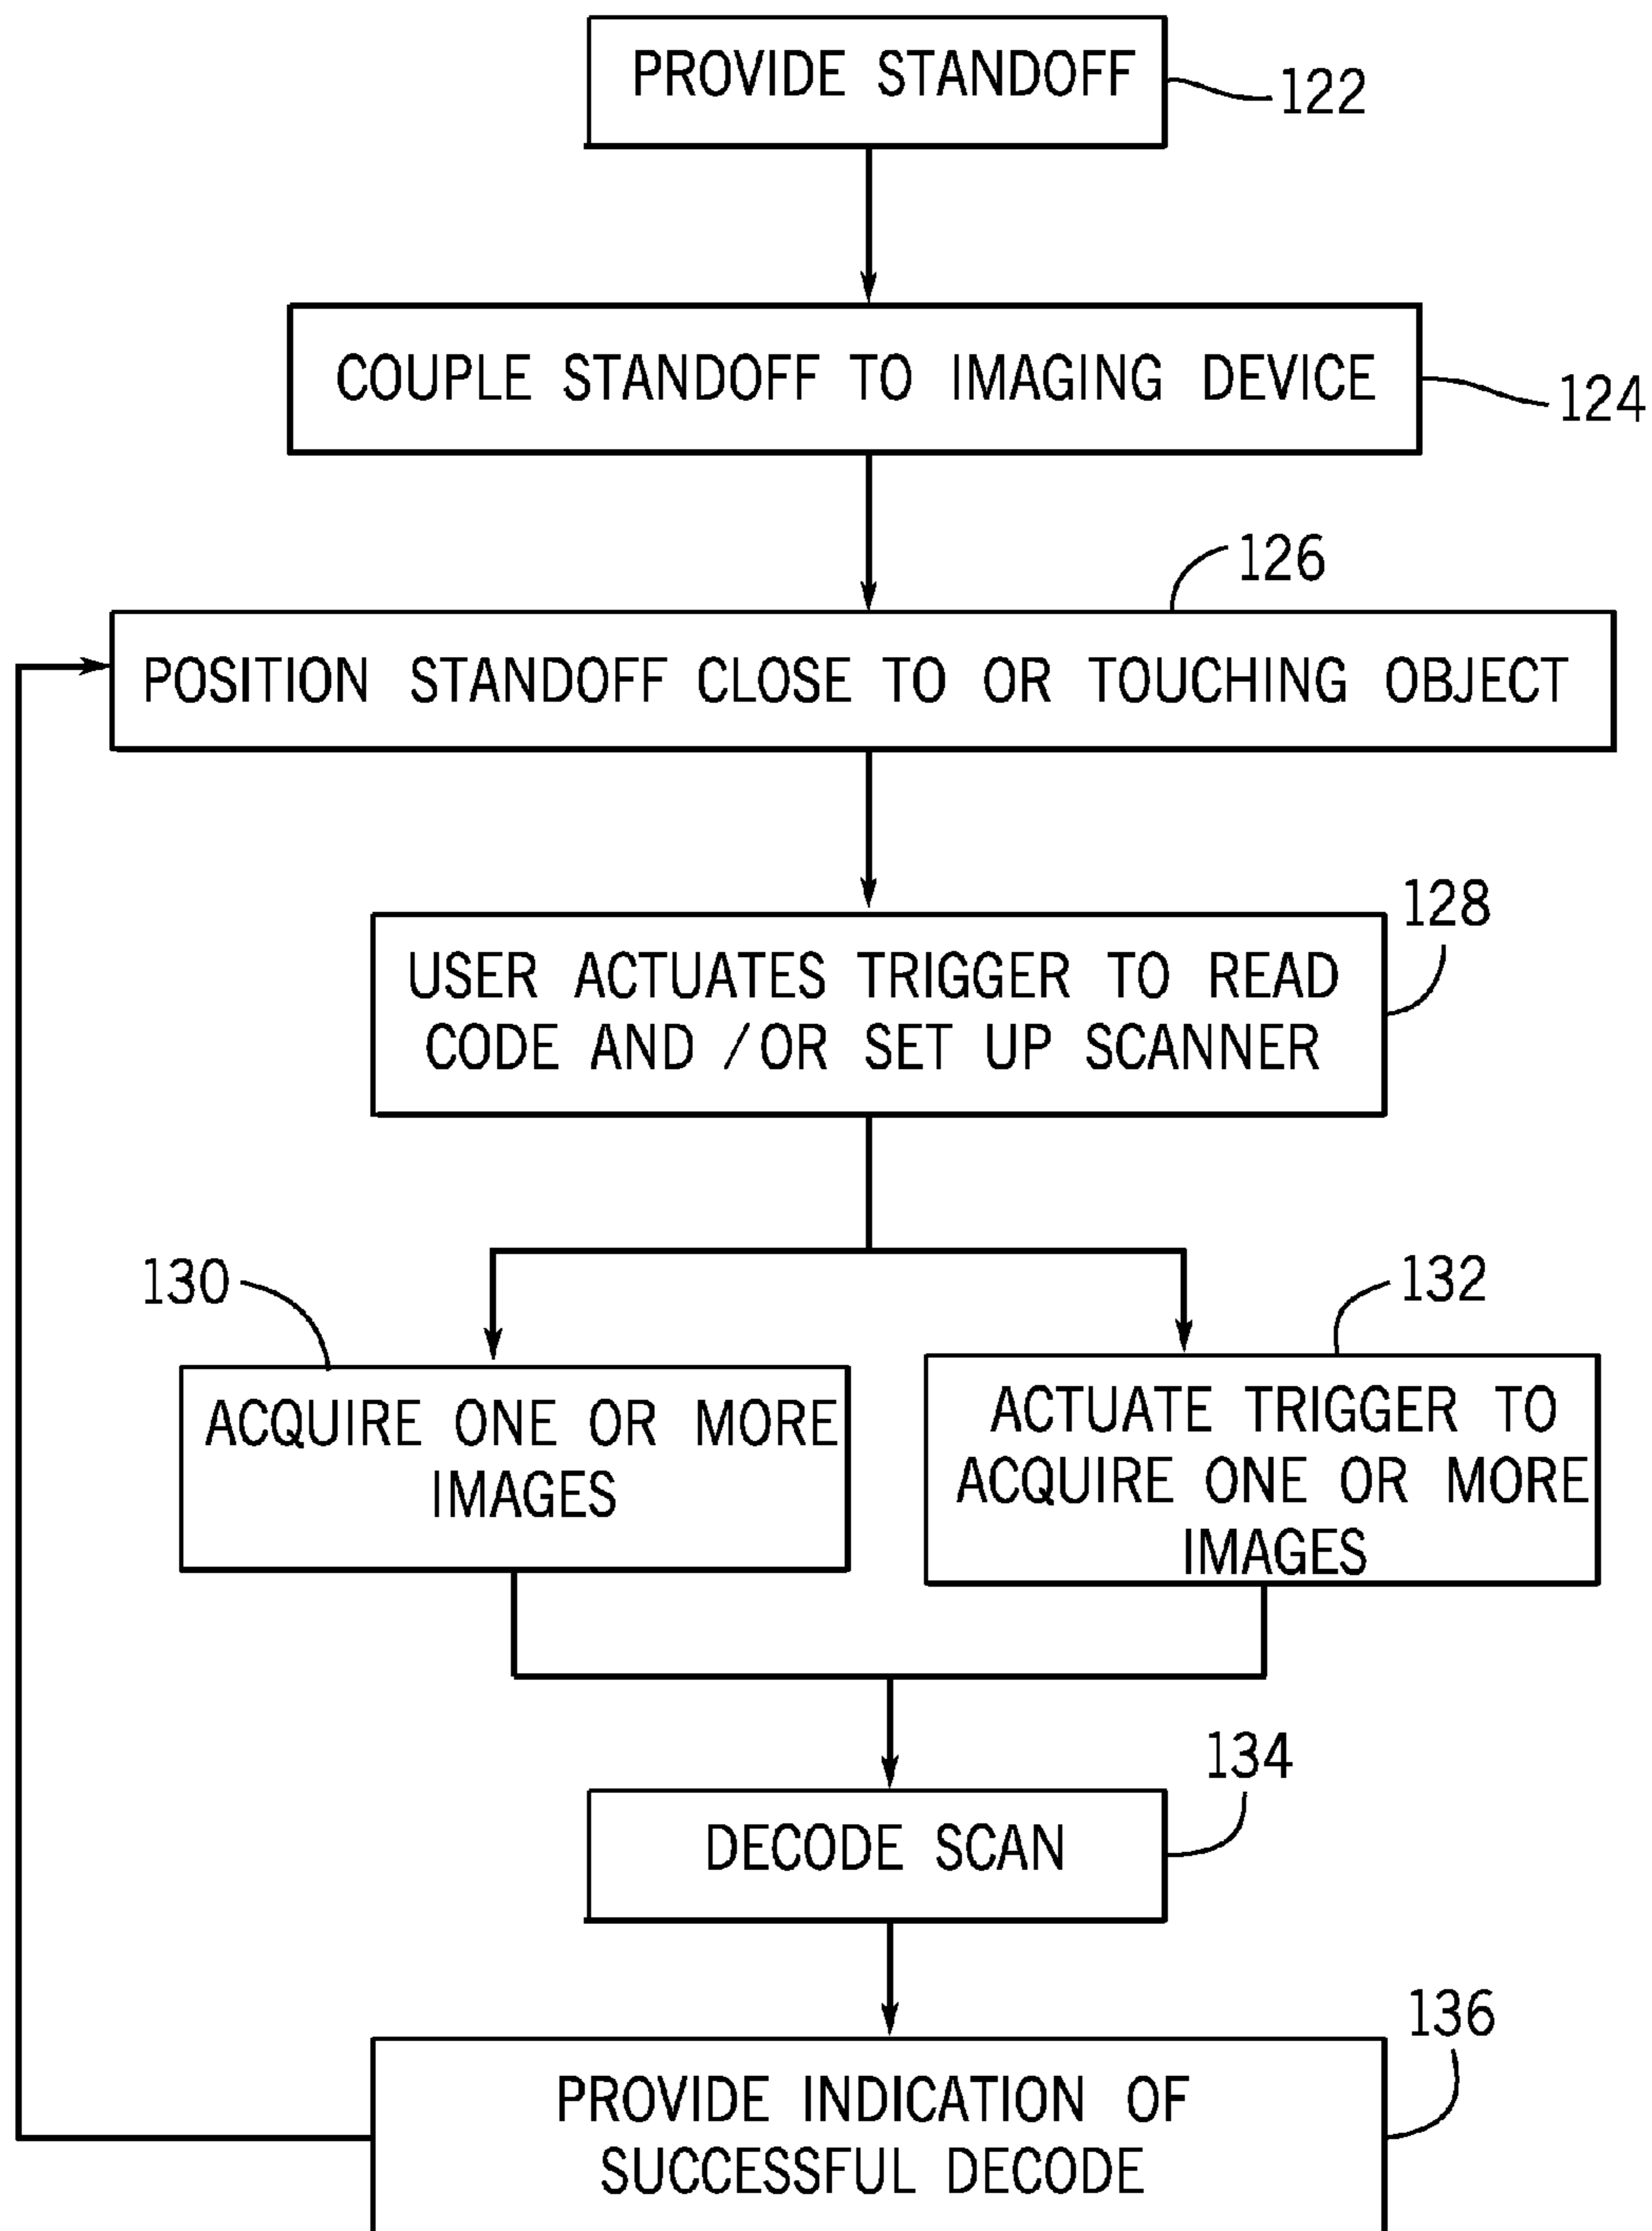 PROVIDE STANDOFF
122
COUPLE STANDOFF TO IMAGING DEVICE
124
126
POSITION STANDOFF CLOSE TO OR TOUCHING OBJECT
128
USER ACTUATES TRIGGER TO READ
CODE AND /OR SET UP SCANNER
130
132
ACQUIRE ONE OR MORE
IMAGES
ACTUATE TRIGGER TO
ACQUIRE ONE OR MORE
IMAGES
134
DECODE SCAN
136
PROVIDE INDICATION OF
SUCCESSFUL DECODE